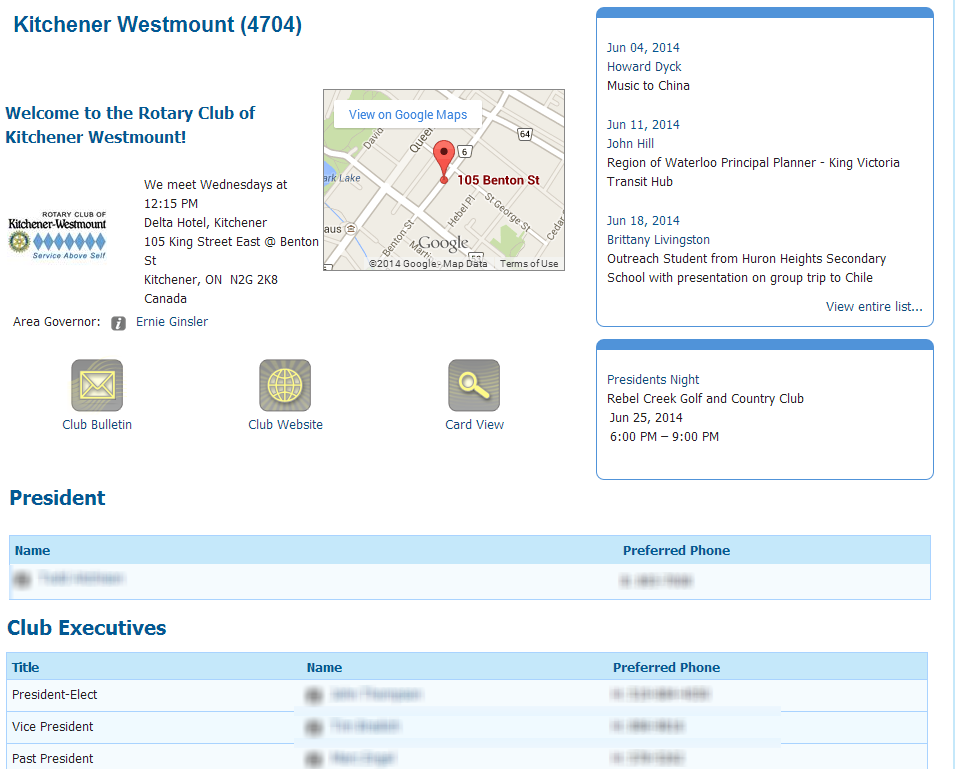 Kitchener Westmount (4704)
Welcome to the Rotary Club of
Kitchener Westmount!
ROTARY CLUB OF
Kitchener-Westmount
Service Above Self
We meet Wednesdays at
12:15 PM
Delta Hotel, Kitchener
105 King Street East @ Benton
St
Kitchener, ON  N2G 2K8
Canada
Area Governor:
Ernie Ginsler
View on Google Maps
David
Queen
64
6
ark Lake
105 Benton St
Hebel Pl
St George St
Cedar
aus
Benton St
Google
©2014 Google - Map Data
Terms of Use
Club Bulletin
Club Website
Card View
Jun 04, 2014
Howard Dyck
Music to China
Jun 11, 2014
John Hill
Region of Waterloo Principal Planner - King Victoria
Transit Hub
Jun 18, 2014
Brittany Livingston
Outreach Student from Huron Heights Secondary
School with presentation on group trip to Chile
View entire list...
Presidents Night
Rebel Creek Golf and Country Club
Jun 25, 2014
6:00 PM – 9:00 PM
President
Name
Preferred Phone
Club Executives
Title
Name
Preferred Phone
President-Elect
Vice President
Past President